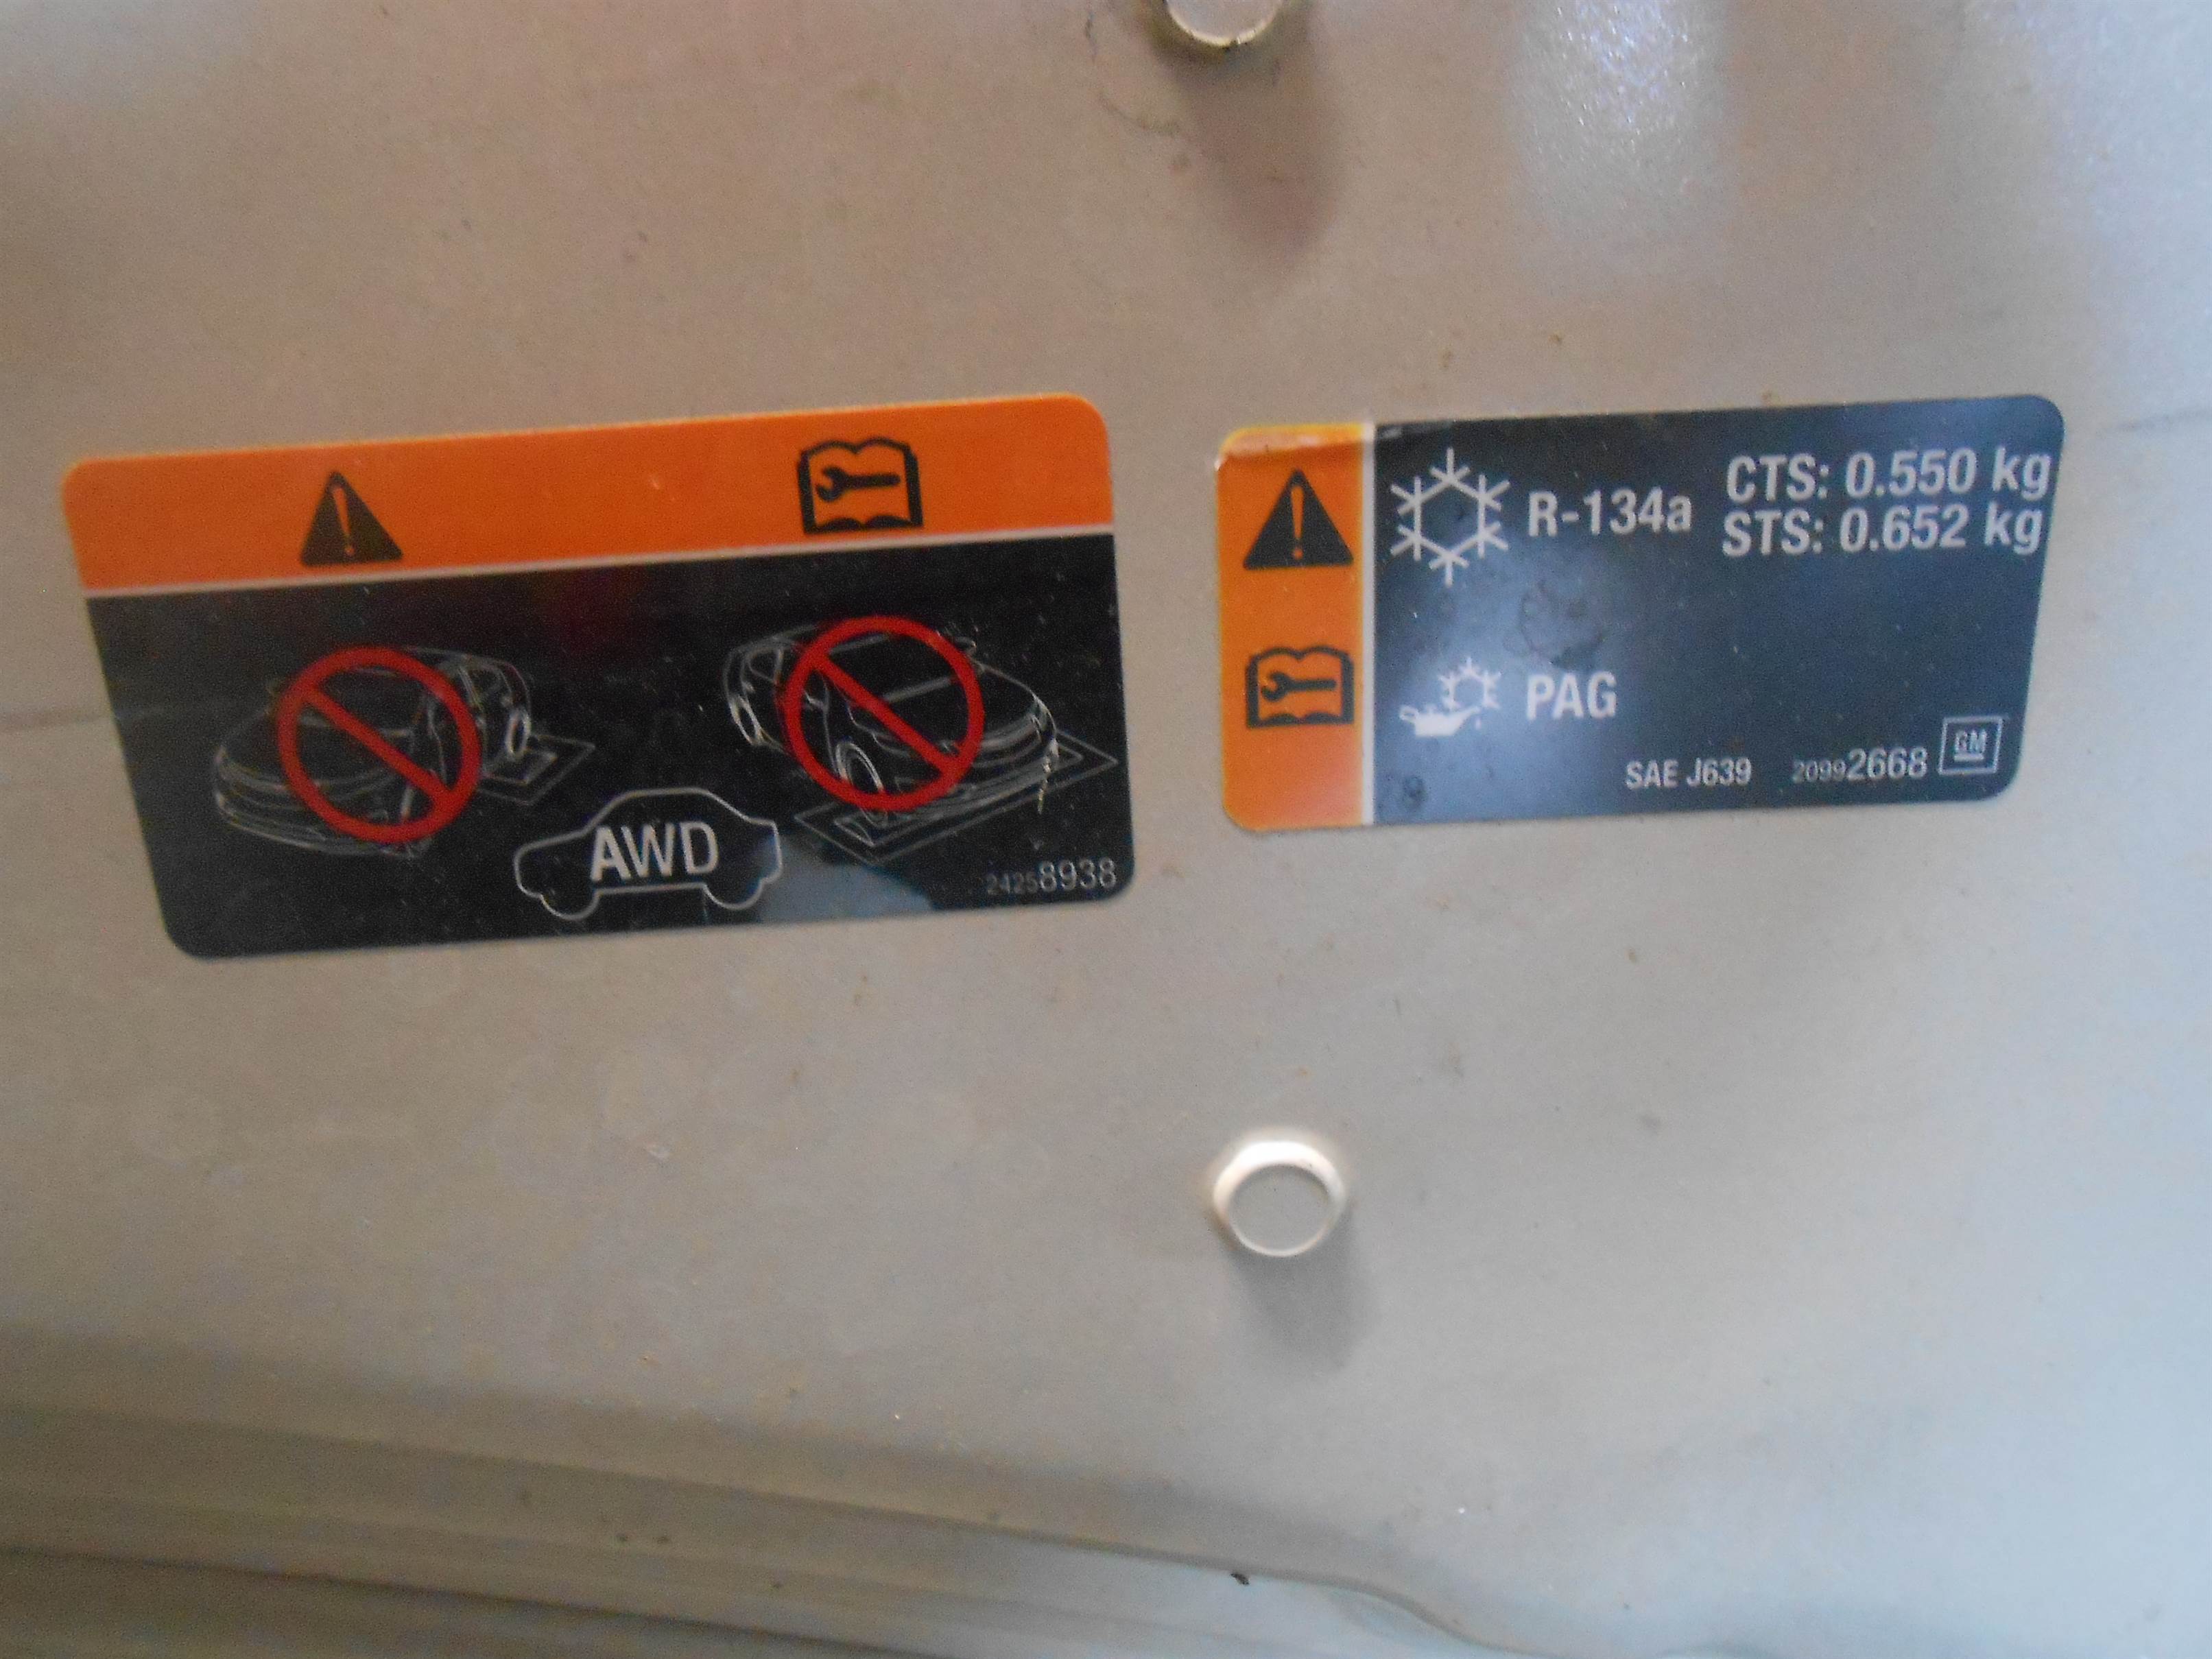 AWD
24258938
R-134a
CTS: 0.550 kg
STS: 0.652 kg
PAG
SAE J639 20992668 GM